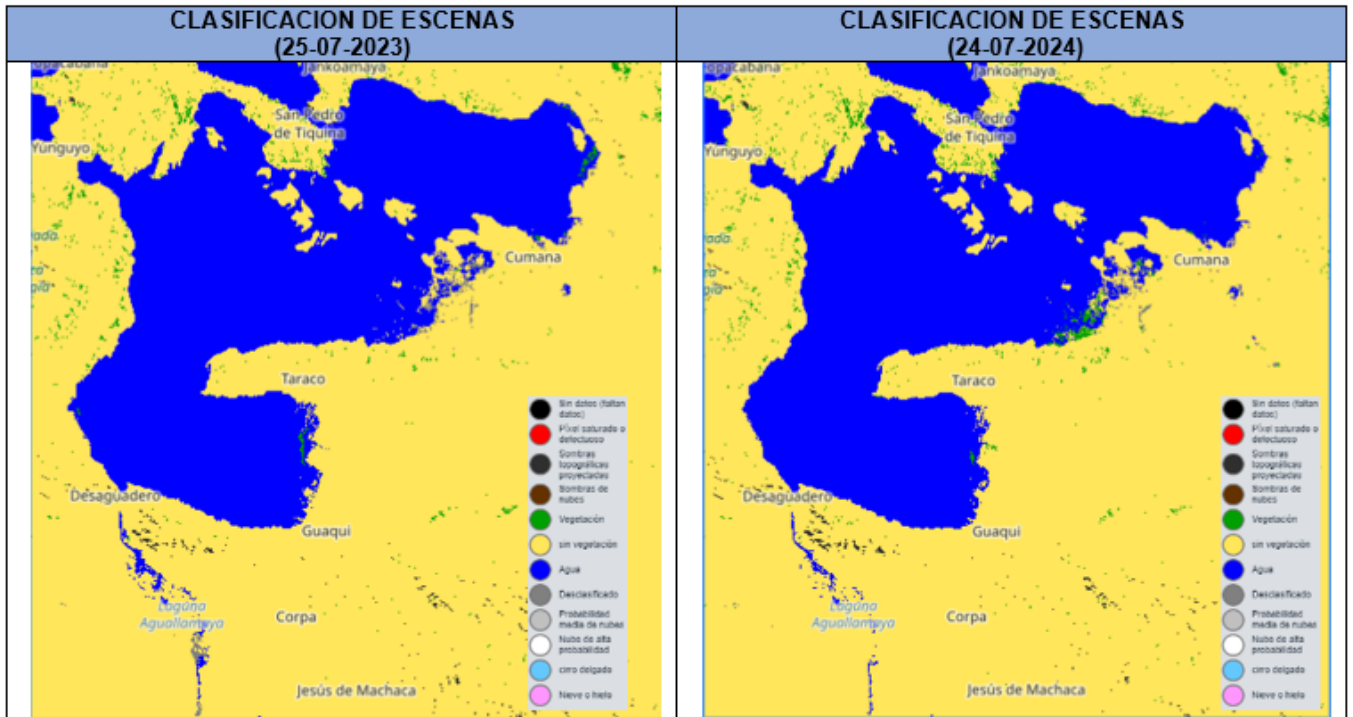 CLASIFICACION DE ESCENAS
(25-07-2023)
CLASIFICACION DE ESCENAS
(24-07-2024)
Jankoamaya
San Pedro
de Tiquina
Yunguyo
Cumana
Taraco
Desaguadero
Guaqui
Laguna
Aguallamaya
Corpa
Jesús de Machaca
Sin datos (faltan
datos)
Píxel saturado o
defectuoso
Sombras
topográficas
proyectadas
Sombras de
nubes
Vegetación
sin vegetación
Agua
Desclasificado
Probabilidad
media de nubes
Nube de alta
probabilidad
cirro delgado
Nieve o hielo
opacabana
Jankoamaya
San Pedro
de Tiquina
Yunguyo
Cumana
Taraco
Desaguadero
Guaqui
Laguna
Aguallamaya
Corpa
Jesús de Machaca
Sin datos (faltan
datos)
Píxel saturado o
defectuoso
Sombras
topográficas
proyectadas
Sombras de
nubes
Vegetación
sin vegetación
Agua
Desclasificado
Probabilidad
media de nubes
Nube de alta
probabilidad
cirro delgado
Nieve o hielo